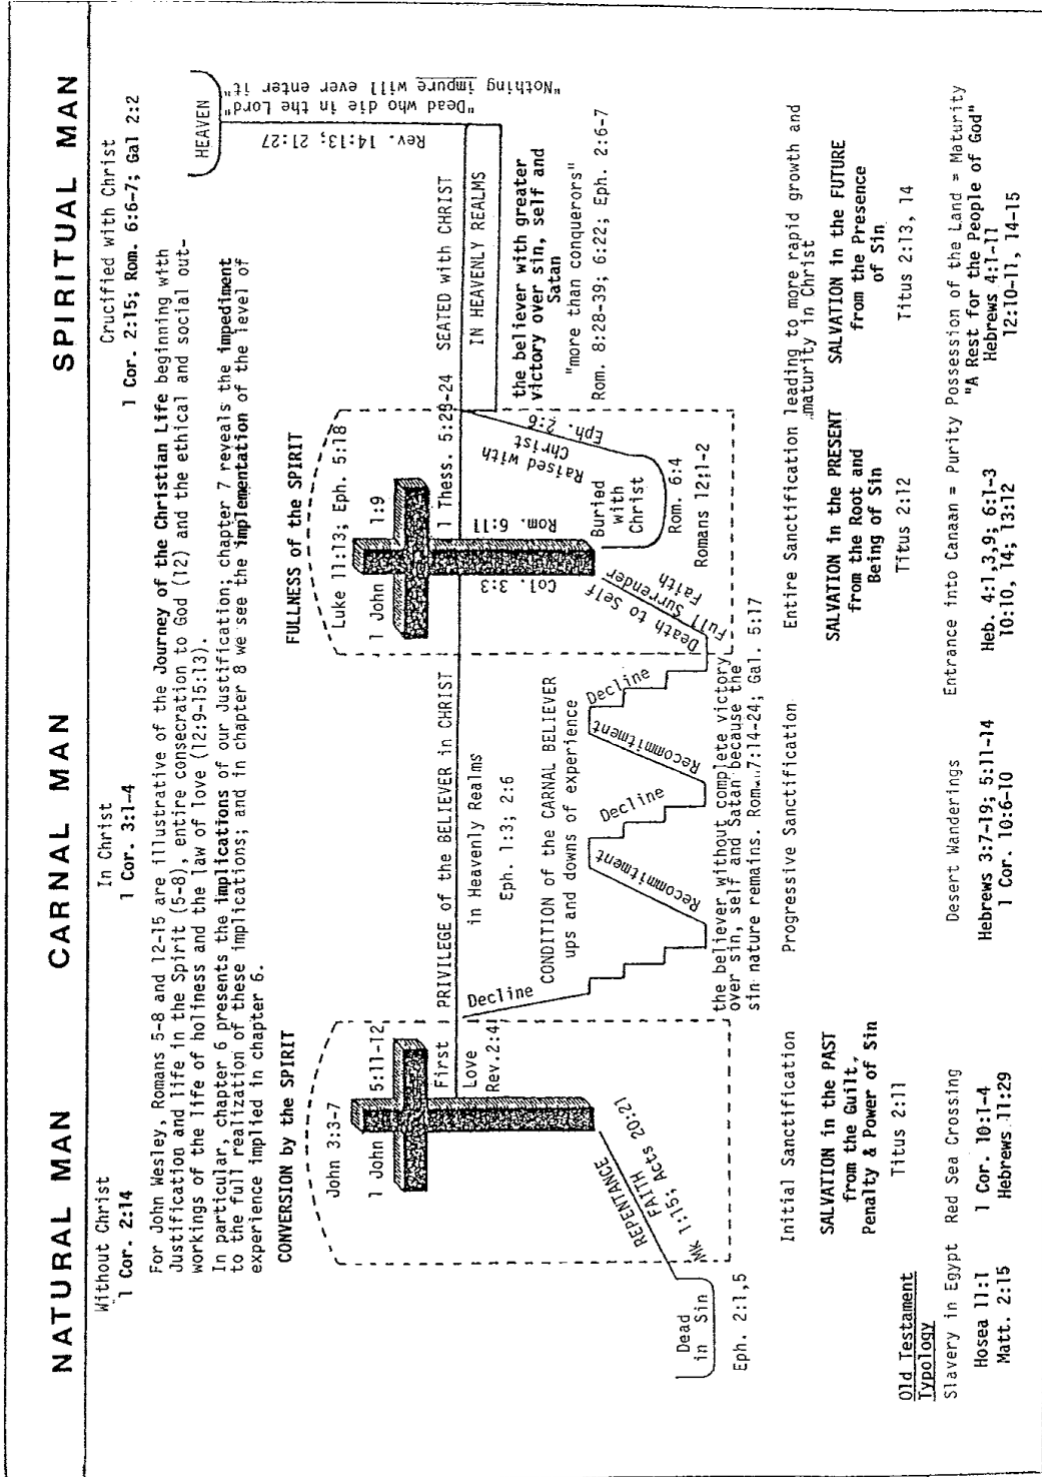 NATURAL MAN
CARNAL MAN
SPIRITUAL MAN
Without Christ
1 Cor. 2:14
In Christ
1 Cor. 3:1-4
Crucified with Christ
1 Cor. 2:15; Rom. 6:6-7; Gal 2:2
For John Wesley, Romans 5-8 and 12-15 are illustrative of the Journey of the Christian Life beginning with
Justification and life in the Spirit (5-8), entire consecration to God (12) and the ethical and social out-
workings of the life of holiness and the law of love (12:9-15:13).
In particular, chapter 6 presents the implications of our Justification; chapter 7 reveals the impediment
to the full realization of these implications; and in chapter 8 we see the implementation of the level of
experience implied in chapter 6.
CONVERSION by the SPIRIT
John 3:3-7
1 John 5:11-12
First
Love
Rev.2:4
REPENTANCE
FAITH
Mk 1:15; Acts 20:21
Dead
in Sin
Eph. 2:1,5
PRIVILEGE of the BELIEVER in CHRIST
in Heavenly Realms
Eph. 1:3; 2:6
CONDITION of the CARNAL BELIEVER
ups and downs of experience
Decline
Recommitment
Decline
Recommitment
Decline
the believer without complete victory
over sin, self and Satan because the
sin nature remains. Rom. 7:14-24; Gal. 5:17
FULLNESS of the SPIRIT
Luke 11:13; Eph. 5:18
1 John 1:9
Col. 3:3
Rom. 6:11
1 Thess. 5:23-24
Death to Self
Full Surrender
Faith
Buried
with
Christ
Rom. 6:4
Romans 12:1-2
Raised with
Christ
Eph. 2:6
SEATED with CHRIST
IN HEAVENLY REALMS
the believer with greater
victory over sin, self and
Satan
"more than conquerors"
Rom. 8:28-39; 6:22; Eph. 2:6-7
HEAVEN
Rev. 14:13; 21:27
"Dead who die in the Lord"
"Nothing impure will ever enter it"
Initial Sanctification
Progressive Sanctification
Entire Sanctification leading to more rapid growth and
maturity in Christ
SALVATION in the PAST
from the Guilt,
Penalty & Power of Sin
Titus 2:11
SALVATION in the PRESENT
from the Root and
Being of Sin
Titus 2:12
SALVATION in the FUTURE
from the Presence
of Sin
Titus 2:13, 14
Old Testament
Typology
Slavery in Egypt
Hosea 11:1
Matt. 2:15
Red Sea Crossing
1 Cor. 10:1-4
Hebrews 11:29
Desert Wanderings
Hebrews 3:7-19; 5:11-14
1 Cor. 10:6-10
Entrance into Canaan = Purity
Heb. 4:1,3,9; 6:1-3
10:10, 14; 13:12
Possession of the Land = Maturity
"A Rest for the People of God"
Hebrews 4:1-11
12:10-11, 14-15